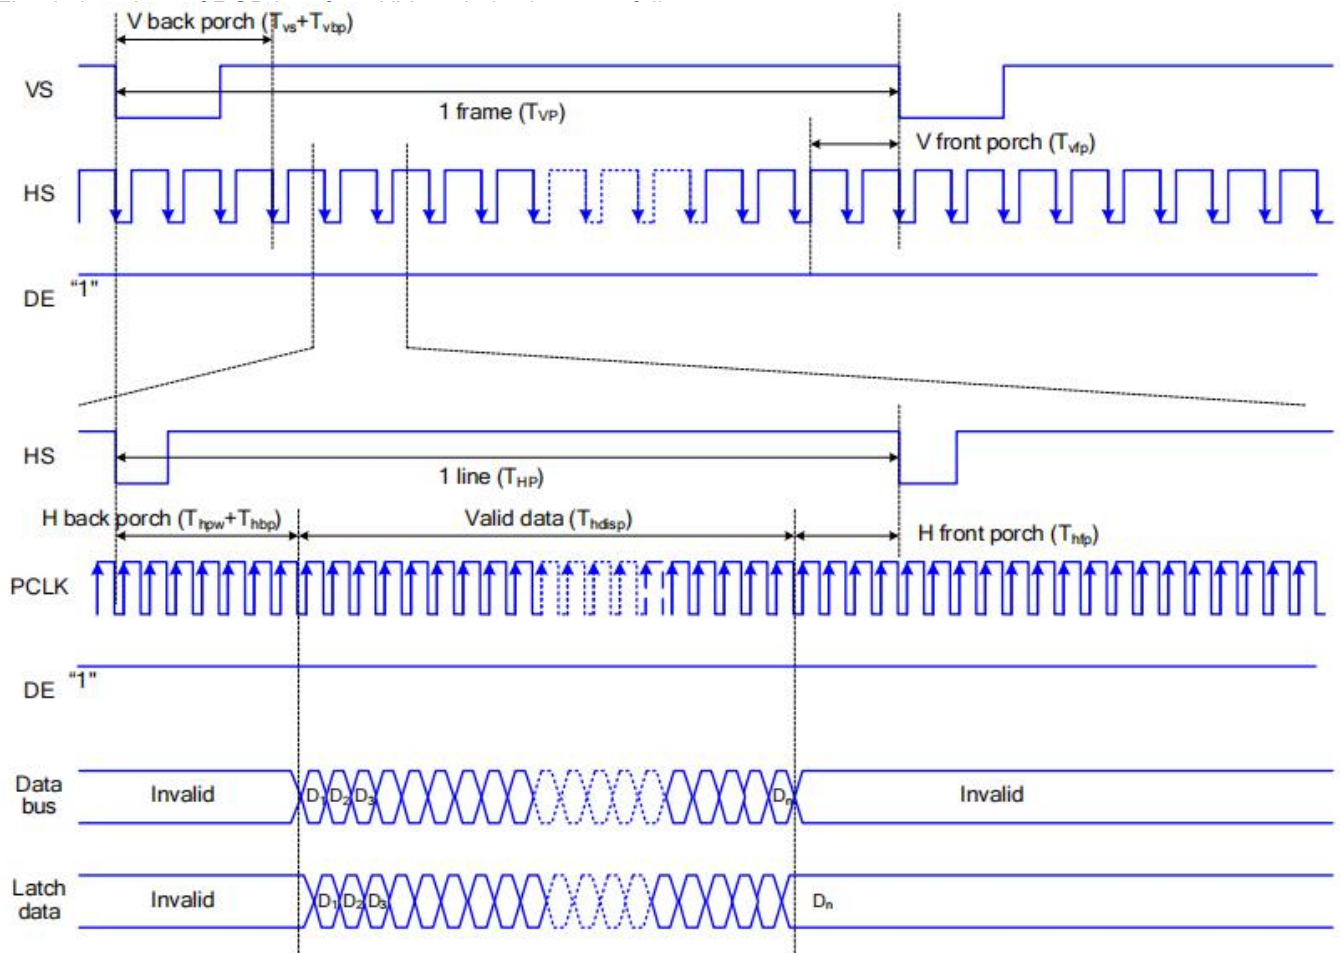 V back porch (Tvs+Tvbp)
VS
1 frame (TVP)
V front porch (Tvfp)
HS
DE "1"
HS
1 line (THP)
H back porch (Thpw+Thbp)
Valid data (Thdisp)
H front porch (Thfp)
PCLK
DE "1"
Data
bus
Invalid
D1
D2
D3
Dn
Invalid
Latch
data
Invalid
D1
D2
D3
Dn